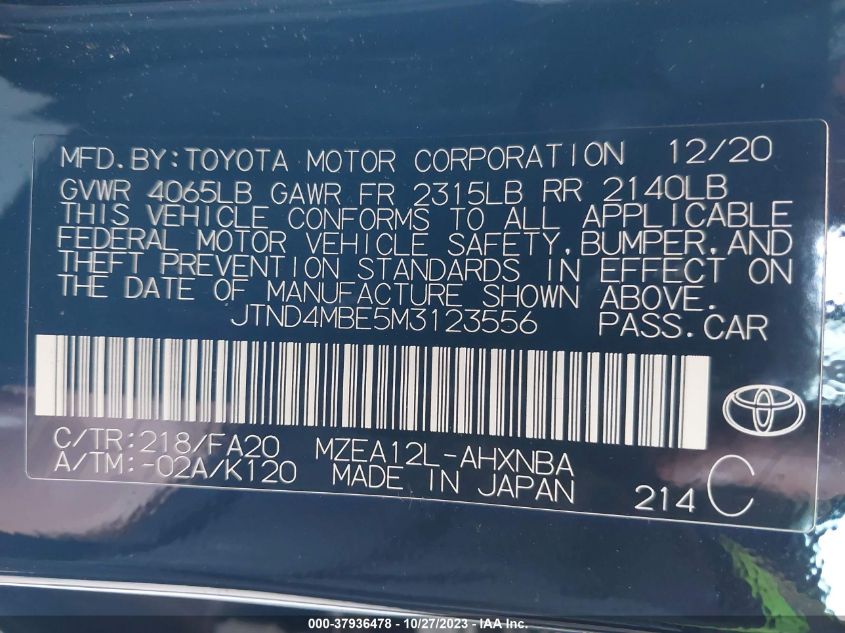 MFD.BY:TOYOTA MOTOR CORPORATION 12/20
GVWR 4065LB GAWR FR 2315LB RR 2140LB
THIS VEHICLE CONFORMS TO ALL APPLICABLE
FEDERAL MOTOR VEHICLE SAFETY,BUMPER,AND
THEFT PREVENTION STANDARDS IN EFFECT ON
THE DATE OF MANUFACTURE SHOWN ABOVE.
JTND4MBE5M3123556 PASS.CAR
C/TR:218/FA20 MZEA12L-AHXNBA
A/TM:-02A/K120 MADE IN JAPAN
214 C
000-37936478 - 10/27/2023 - IAA Inc.